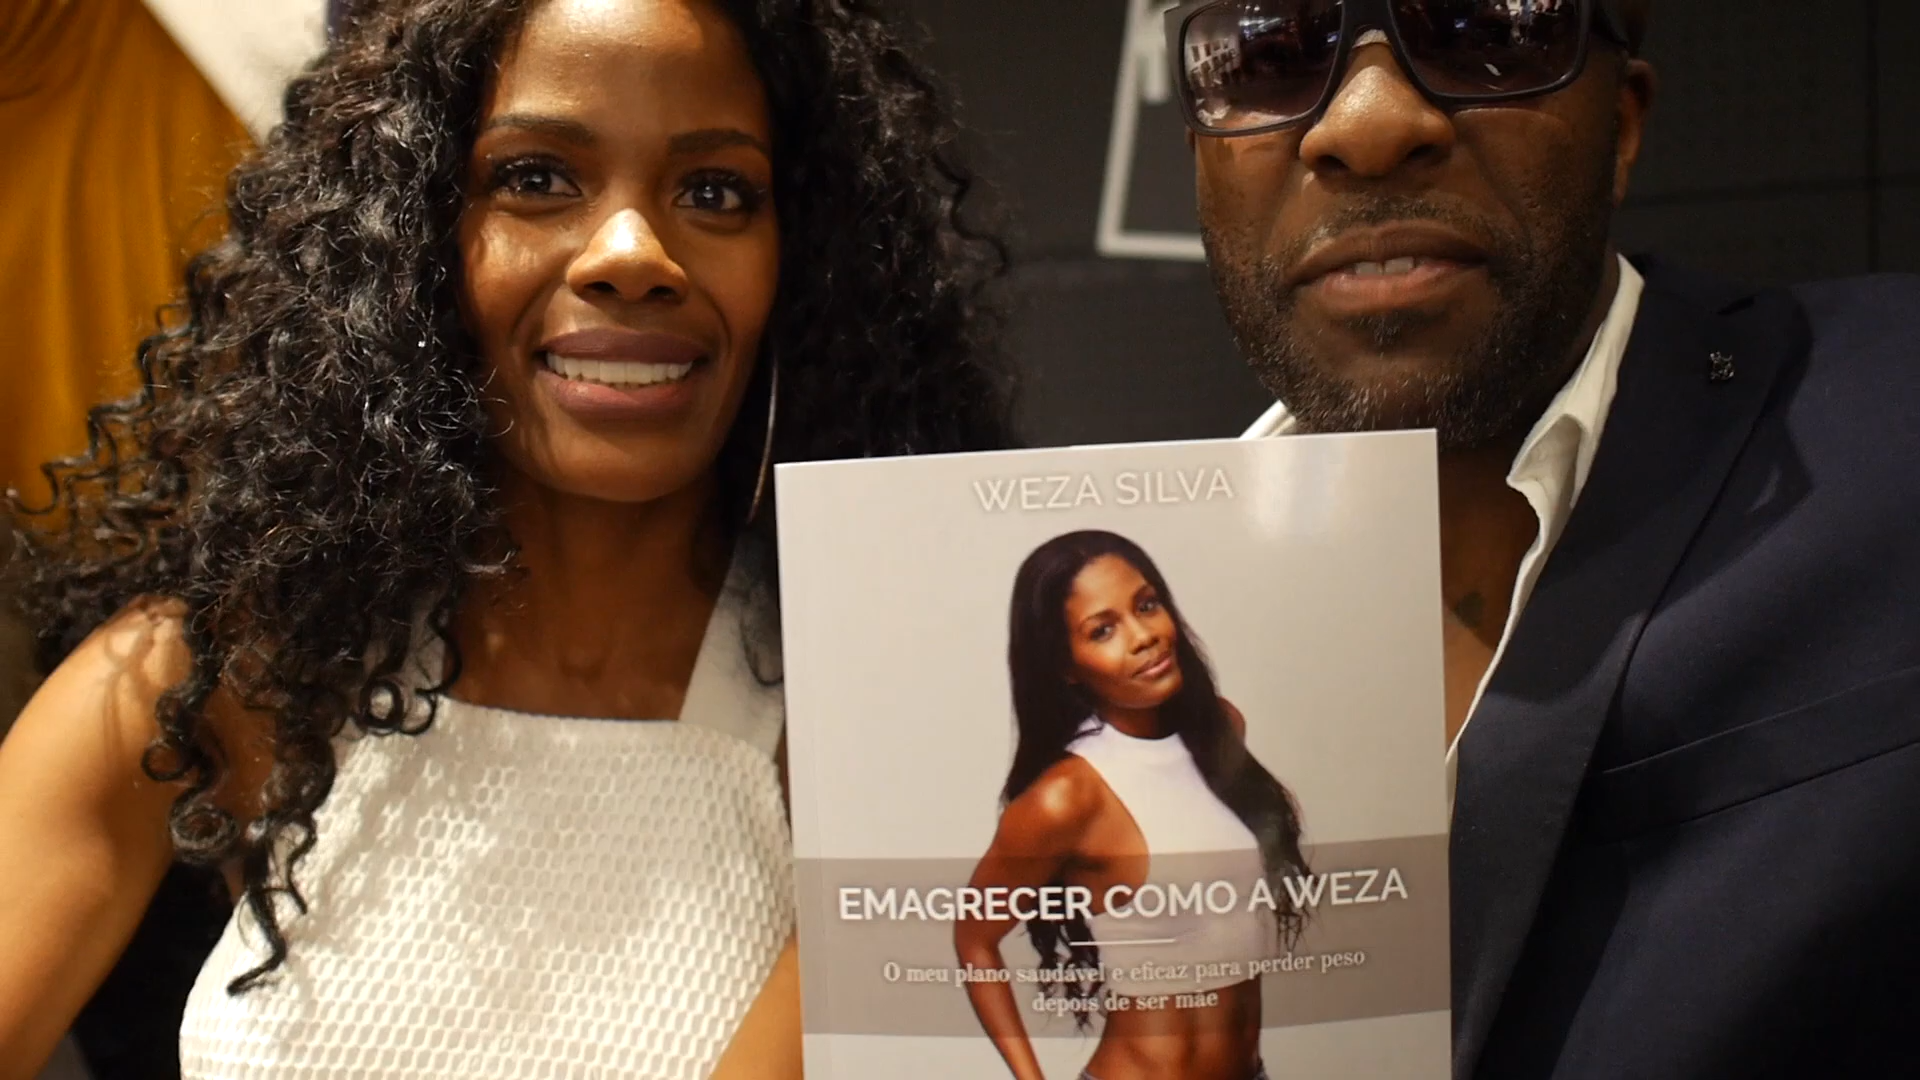 WEZA SILVA
EMAGRECER COMO A WEZA
O meu plano saudável e eficaz para perder peso
depois de ser mãe